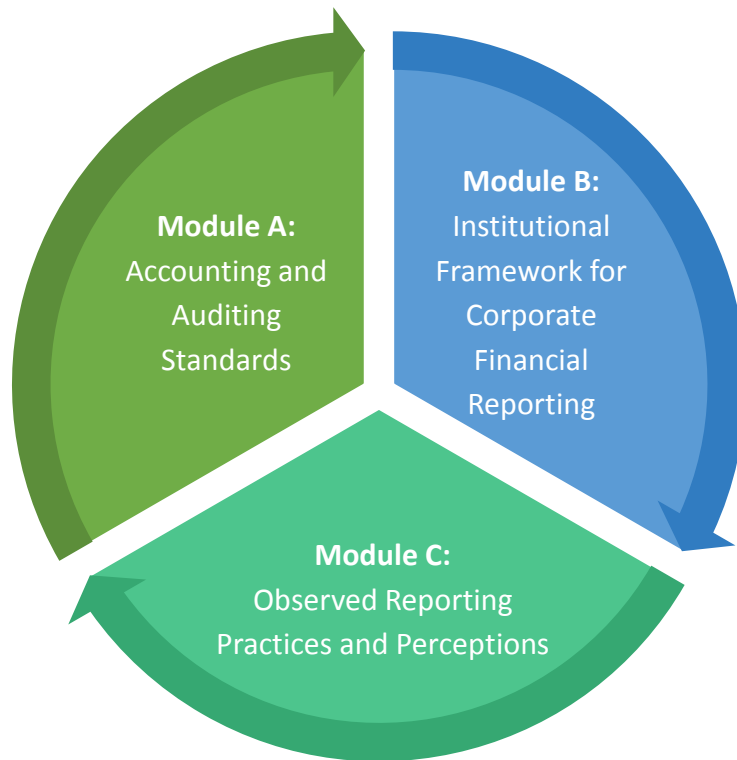 Module A:
Accounting and
Auditing
Standards
Module B:
Institutional
Framework for
Corporate
Financial
Reporting
Module C:
Observed Reporting
Practices and Perceptions